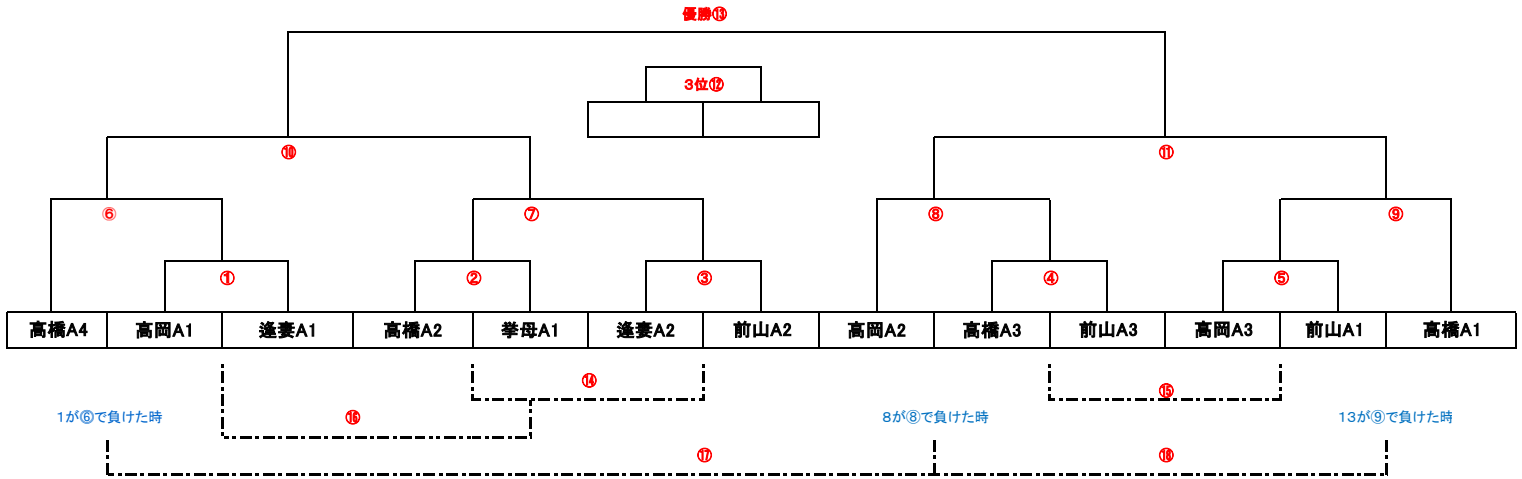 優勝⑬
3位⑫
⑩ ⑪
⑥ ⑦ ⑧ ⑨
① ② ③ ④ ⑤
高橋A4 高岡A1 逢妻A1 高橋A2 挙母A1 逢妻A2 前山A2 高岡A2 高橋A3 前山A3 高岡A3 前山A1 高橋A1
⑭ ⑮
1が⑥で負けた時 ⑯ 8が⑧で負けた時 13が⑨で負けた時
⑰ ⑱